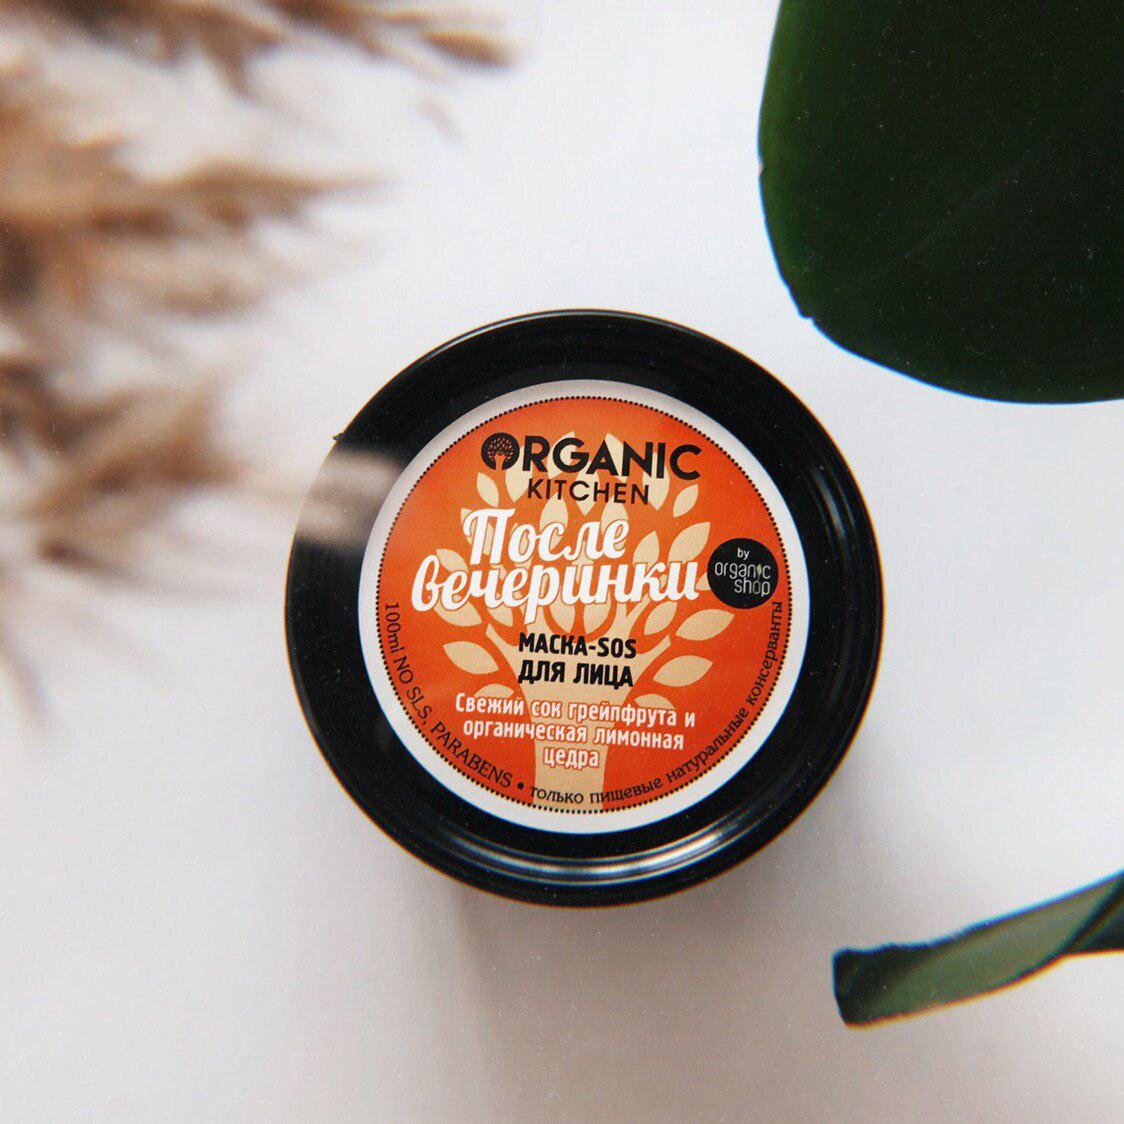 ORGANIC
KITCHEN
После
вечеринки
by
organic
shop
МАСКА-SOS
ДЛЯ ЛИЦА
Свежий сок грейпфрута и
органическая лимонная
цедра
100ml NO SLS, PARABENS • только пищевые натуральные консерванты